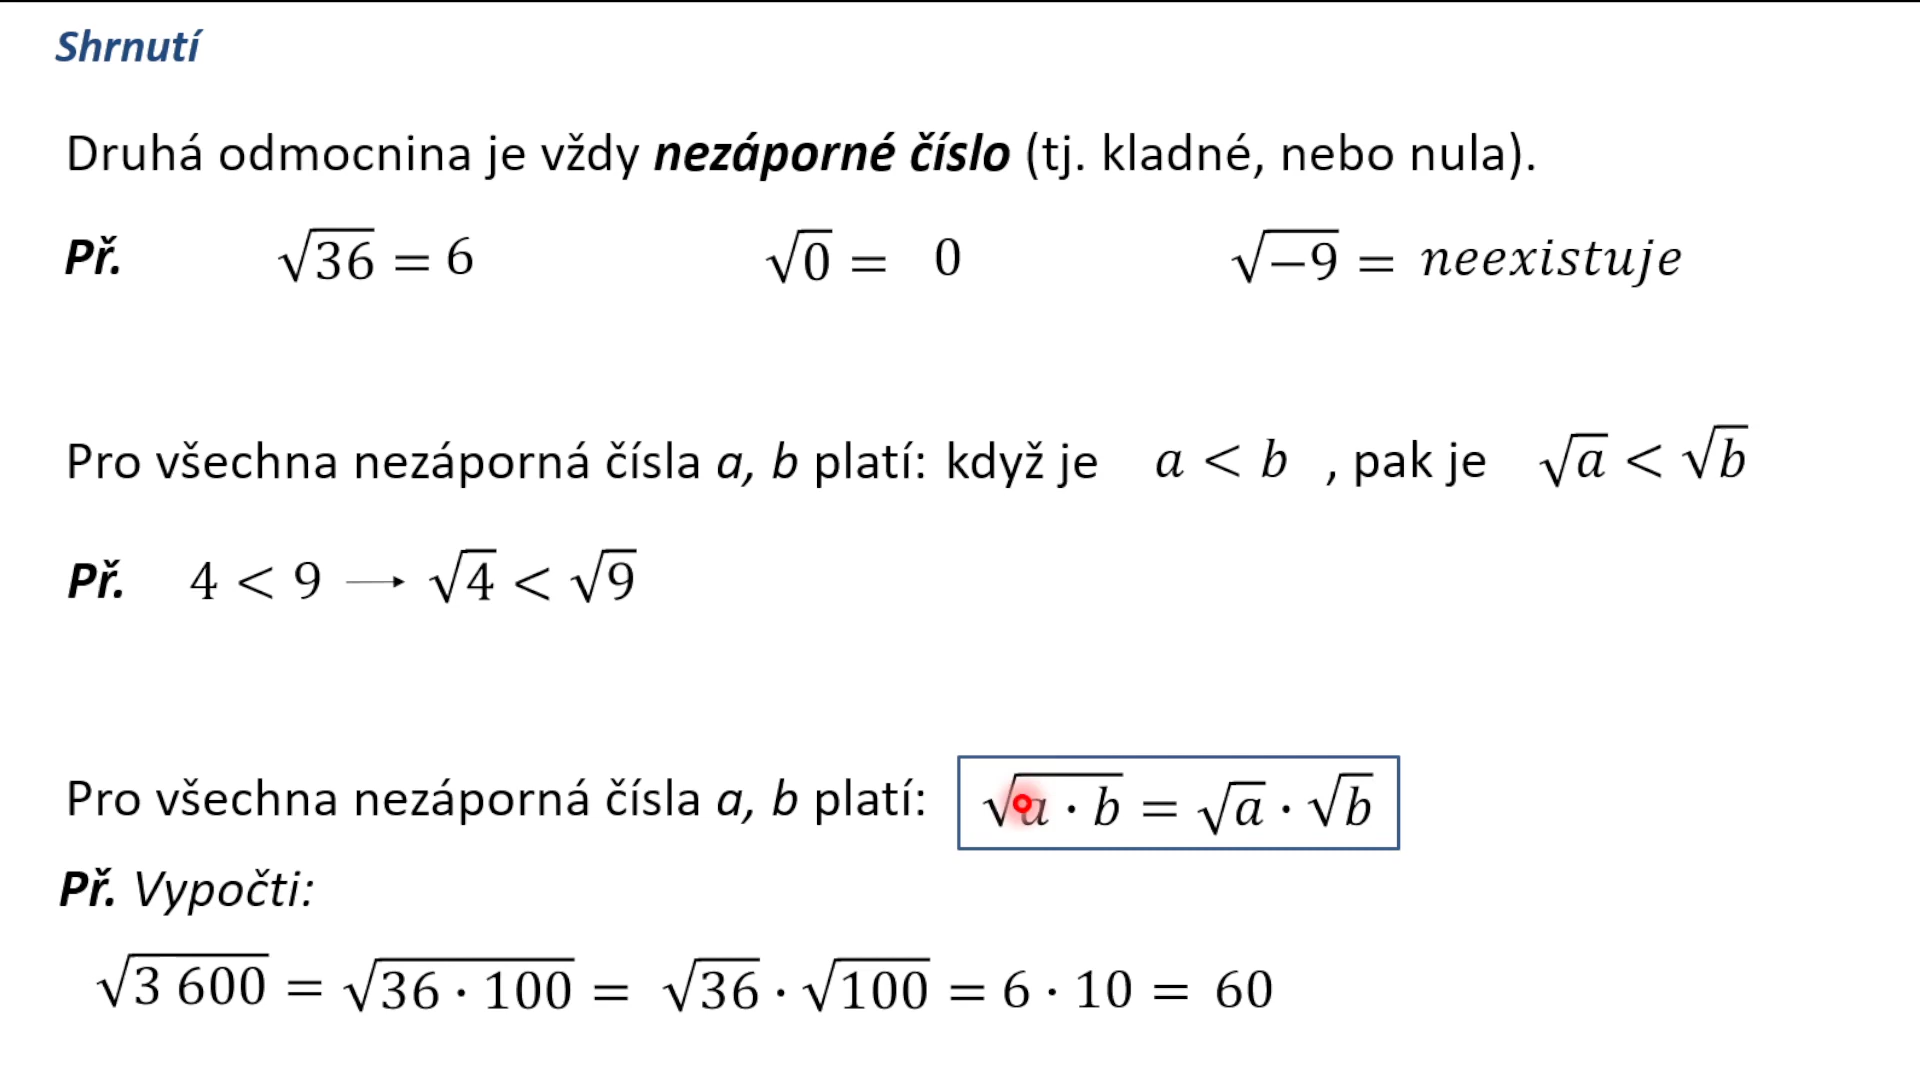 Shrnutí
Druhá odmocnina je vždy nezáporné číslo (tj. kladné, nebo nula).
Př. √36 = 6 √0 = 0 √−9 = neexistuje
Pro všechna nezáporná čísla a, b platí: když je a < b , pak je √a < √b
Př. 4 < 9 → √4 < √9
Pro všechna nezáporná čísla a, b platí: √a · b = √a · √b
Př. Vypočti:
√3 600 = √36 · 100 = √36 · √100 = 6 · 10 = 60